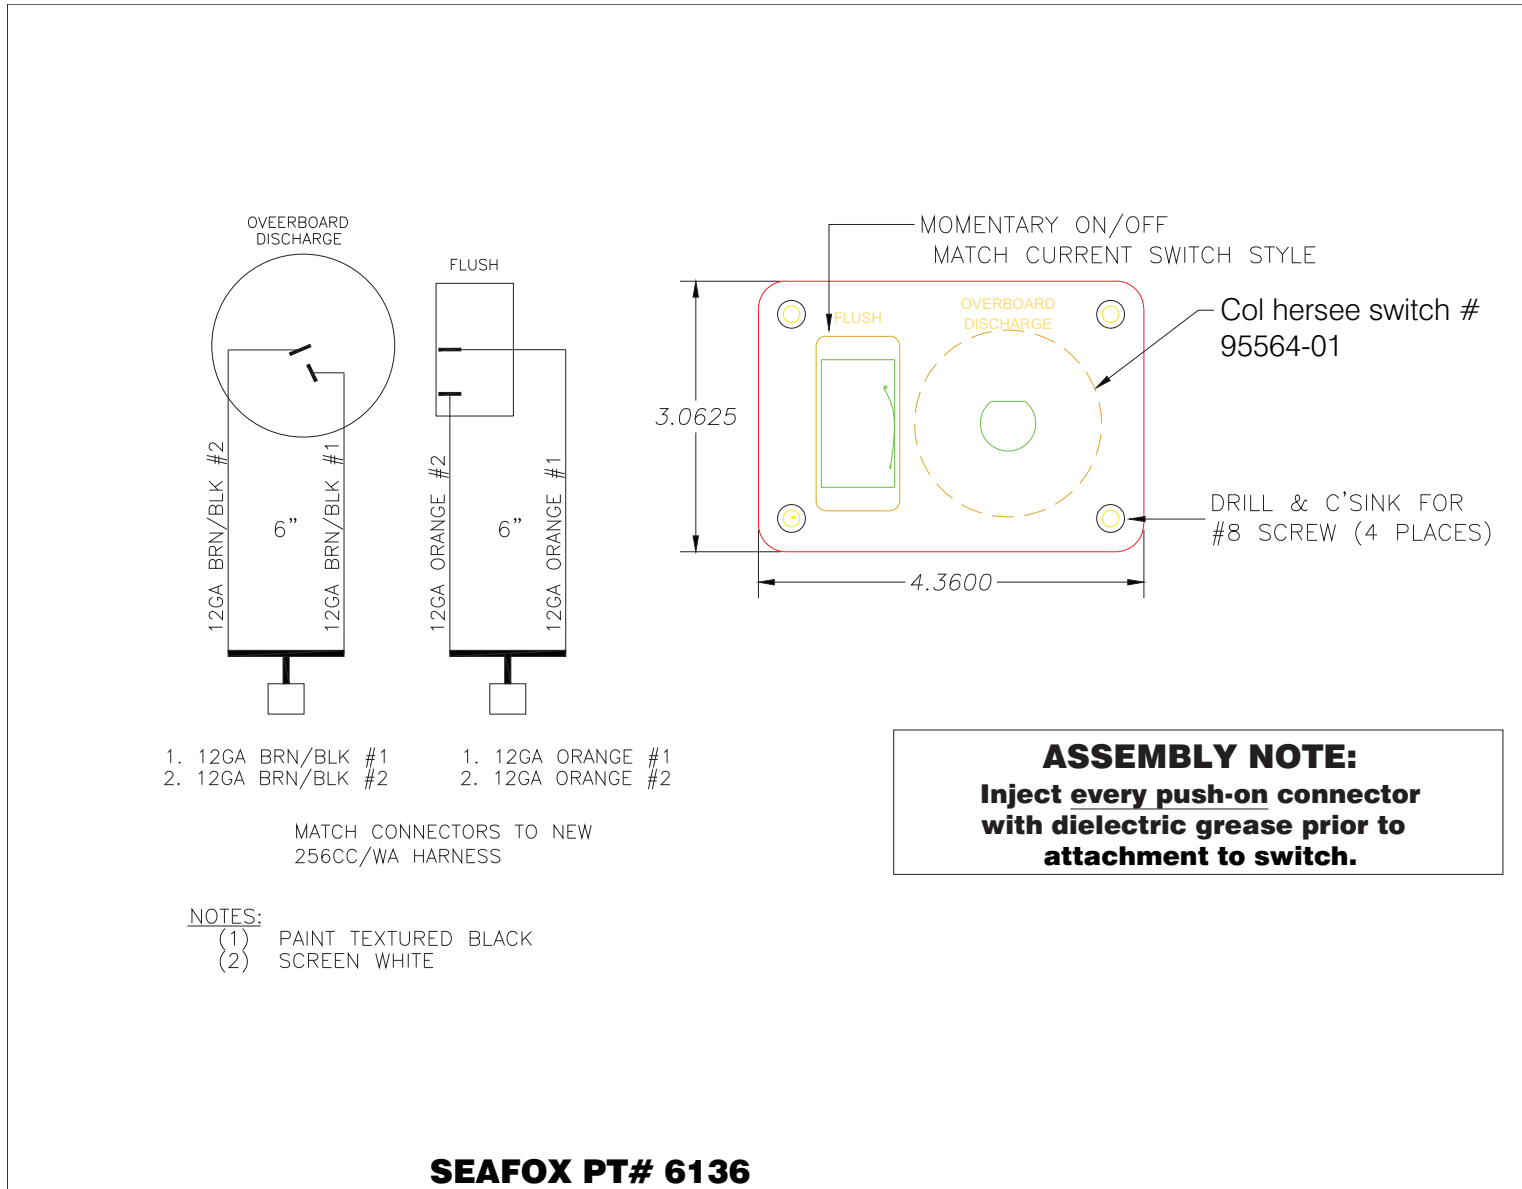 OVEERBOARD
DISCHARGE
FLUSH
12GA BRN/BLK #2
6"
12GA BRN/BLK #1
12GA ORANGE #2
6"
12GA ORANGE #1
1. 12GA BRN/BLK #1
2. 12GA BRN/BLK #2
1. 12GA ORANGE #1
2. 12GA ORANGE #2
MATCH CONNECTORS TO NEW
256CC/WA HARNESS
NOTES:
(1) PAINT TEXTURED BLACK
(2) SCREEN WHITE
MOMENTARY ON/OFF
MATCH CURRENT SWITCH STYLE
FLUSH
OVERBOARD
DISCHARGE
Col hersee switch #
95564-01
3.0625
4.3600
DRILL & C'SINK FOR
#8 SCREW (4 PLACES)
ASSEMBLY NOTE:
Inject every push-on connector
with dielectric grease prior to
attachment to switch.
SEAFOX PT# 6136